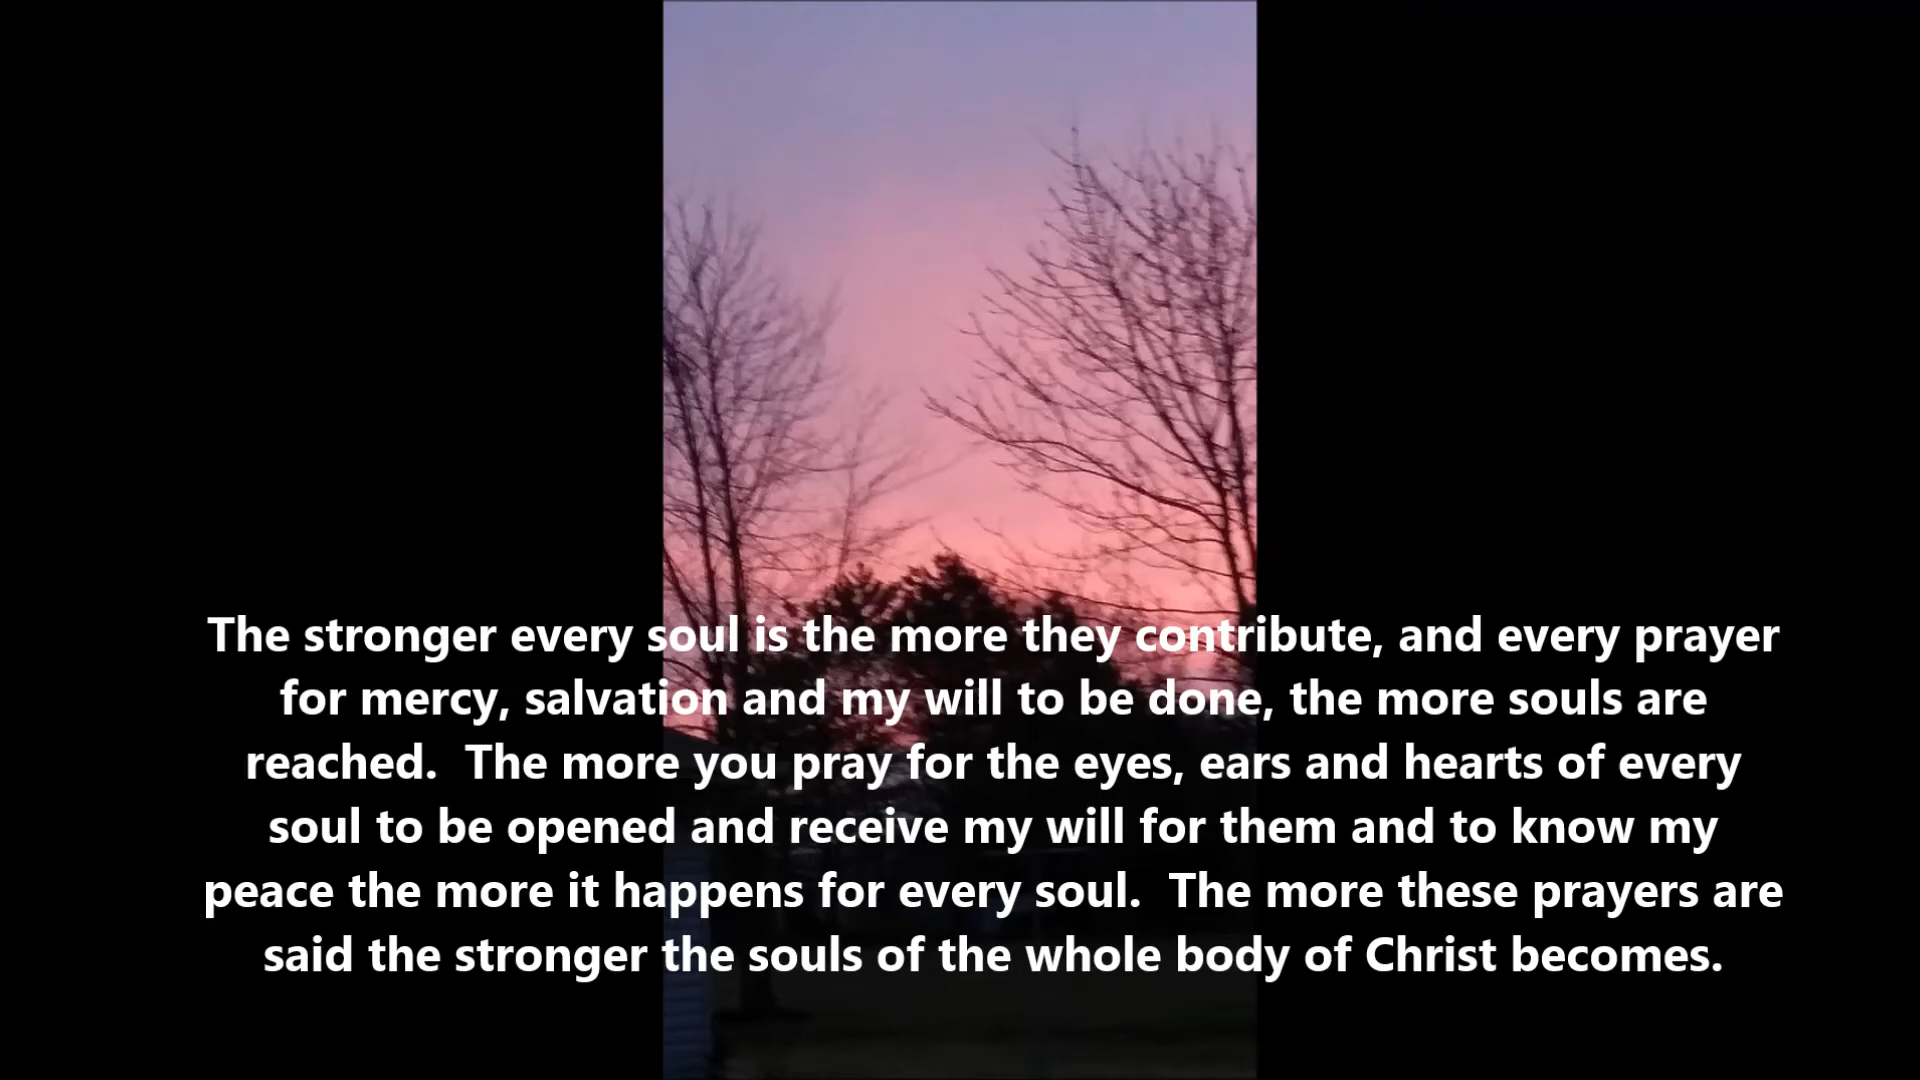 The stronger every soul is the more they contribute, and every prayer
for mercy, salvation and my will to be done, the more souls are
reached.  The more you pray for the eyes, ears and hearts of every
soul to be opened and receive my will for them and to know my
peace the more it happens for every soul.  The more these prayers are
said the stronger the souls of the whole body of Christ becomes.